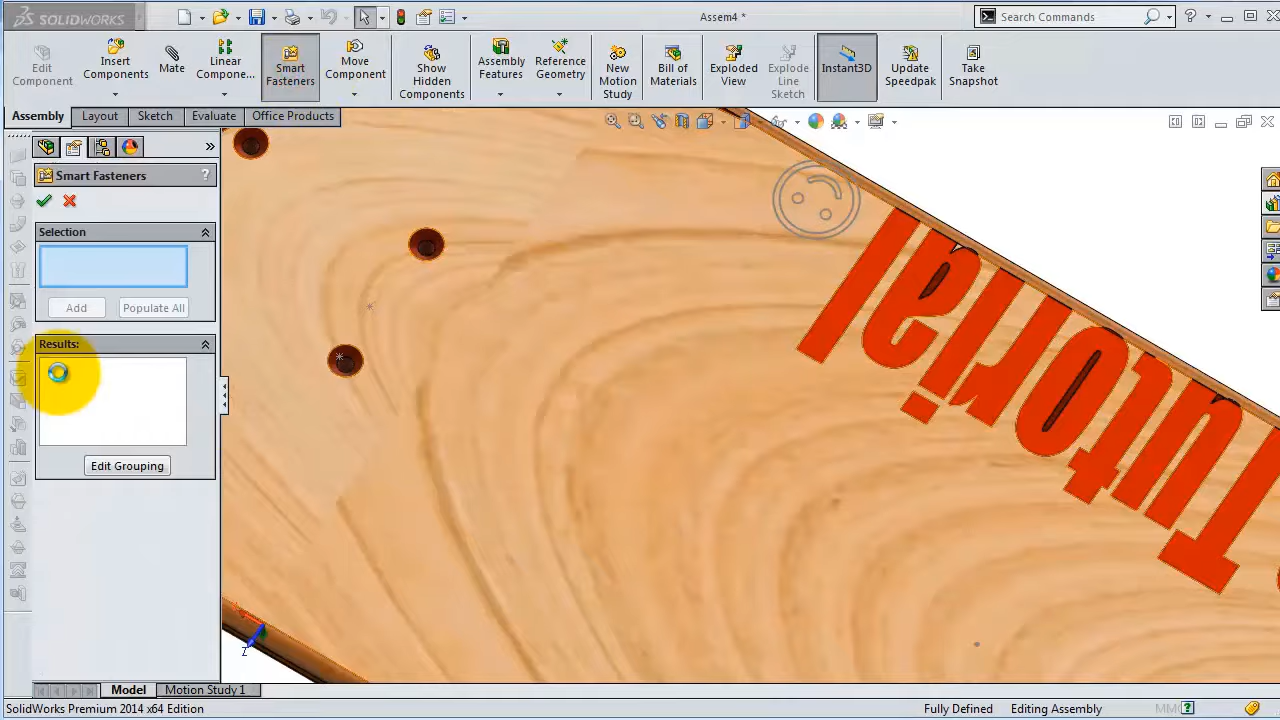 SOLIDWORKS
Assem4 *
Search Commands
Edit Component
Insert Components
Mate
Linear Compone...
Smart Fasteners
Move Component
Show Hidden Components
Assembly Features
Reference Geometry
New Motion Study
Bill of Materials
Exploded View
Explode Line Sketch
Instant3D
Update Speedpak
Take Snapshot
Assembly
Layout
Sketch
Evaluate
Office Products
Smart Fasteners
?
Selection
Add
Populate All
Results:
Edit Grouping
Tutorial
Z
Model
Motion Study 1
SolidWorks Premium 2014 x64 Edition
Fully Defined
Editing Assembly